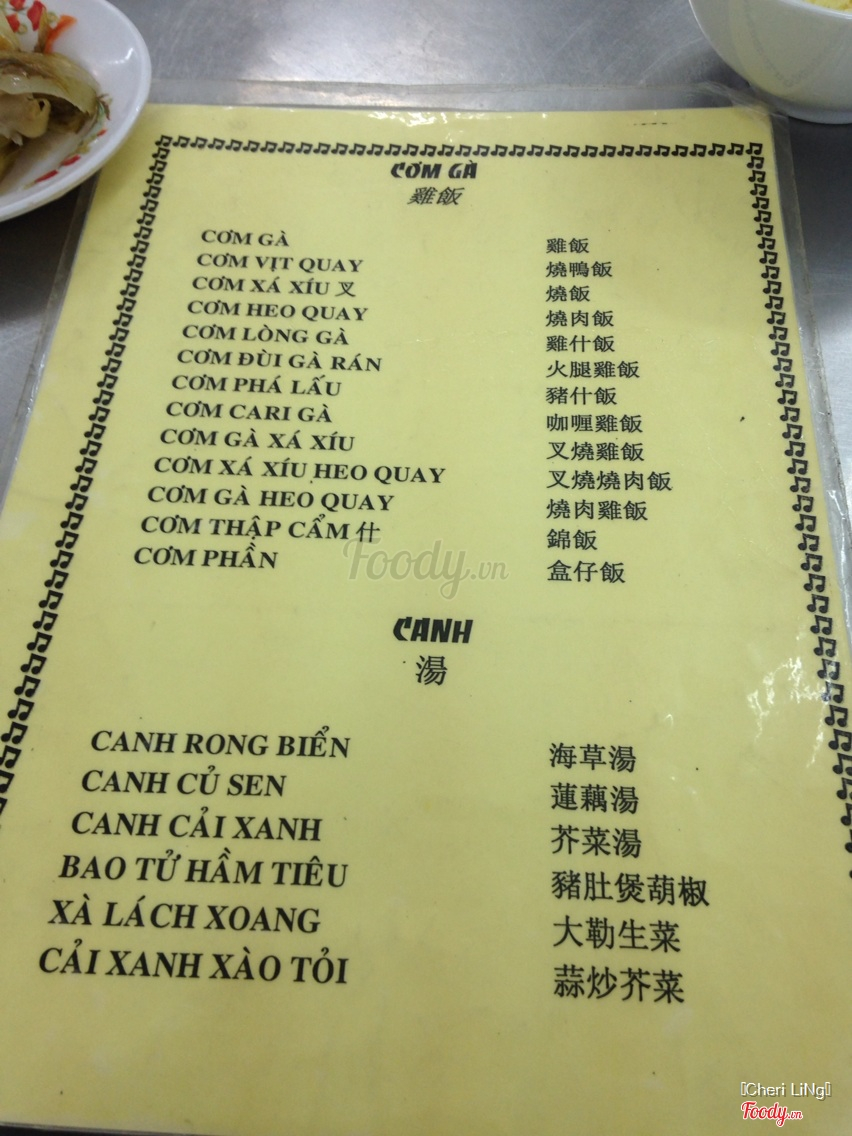 CƠM GÀ
雞飯
CƠM GÀ 雞飯
CƠM VỊT QUAY 燒鴨飯
CƠM XÁ XÍU 叉 燒飯
CƠM HEO QUAY 燒肉飯
CƠM LÒNG GÀ 雞什飯
CƠM ĐÙI GÀ RÁN 火腿雞飯
CƠM PHÁ LẤU 豬什飯
CƠM CARI GÀ 咖喱雞飯
CƠM GÀ XÁ XÍU 叉燒雞飯
CƠM XÁ XÍU HEO QUAY 叉燒燒肉飯
CƠM GÀ HEO QUAY 燒肉雞飯
CƠM THẬP CẨM 什 錦飯
CƠM PHẦN 盒仔飯
Foody.vn
CANH
湯
CANH RONG BIỂN 海草湯
CANH CỦ SEN 蓮藕湯
CANH CẢI XANH 芥菜湯
BAO TỬ HẦM TIÊU 豬肚煲胡椒
XÀ LÁCH XOANG 大勒生菜
CẢI XANH XÀO TỎI 蒜炒芥菜
〖Cheri LiNg〗
Foody.vn